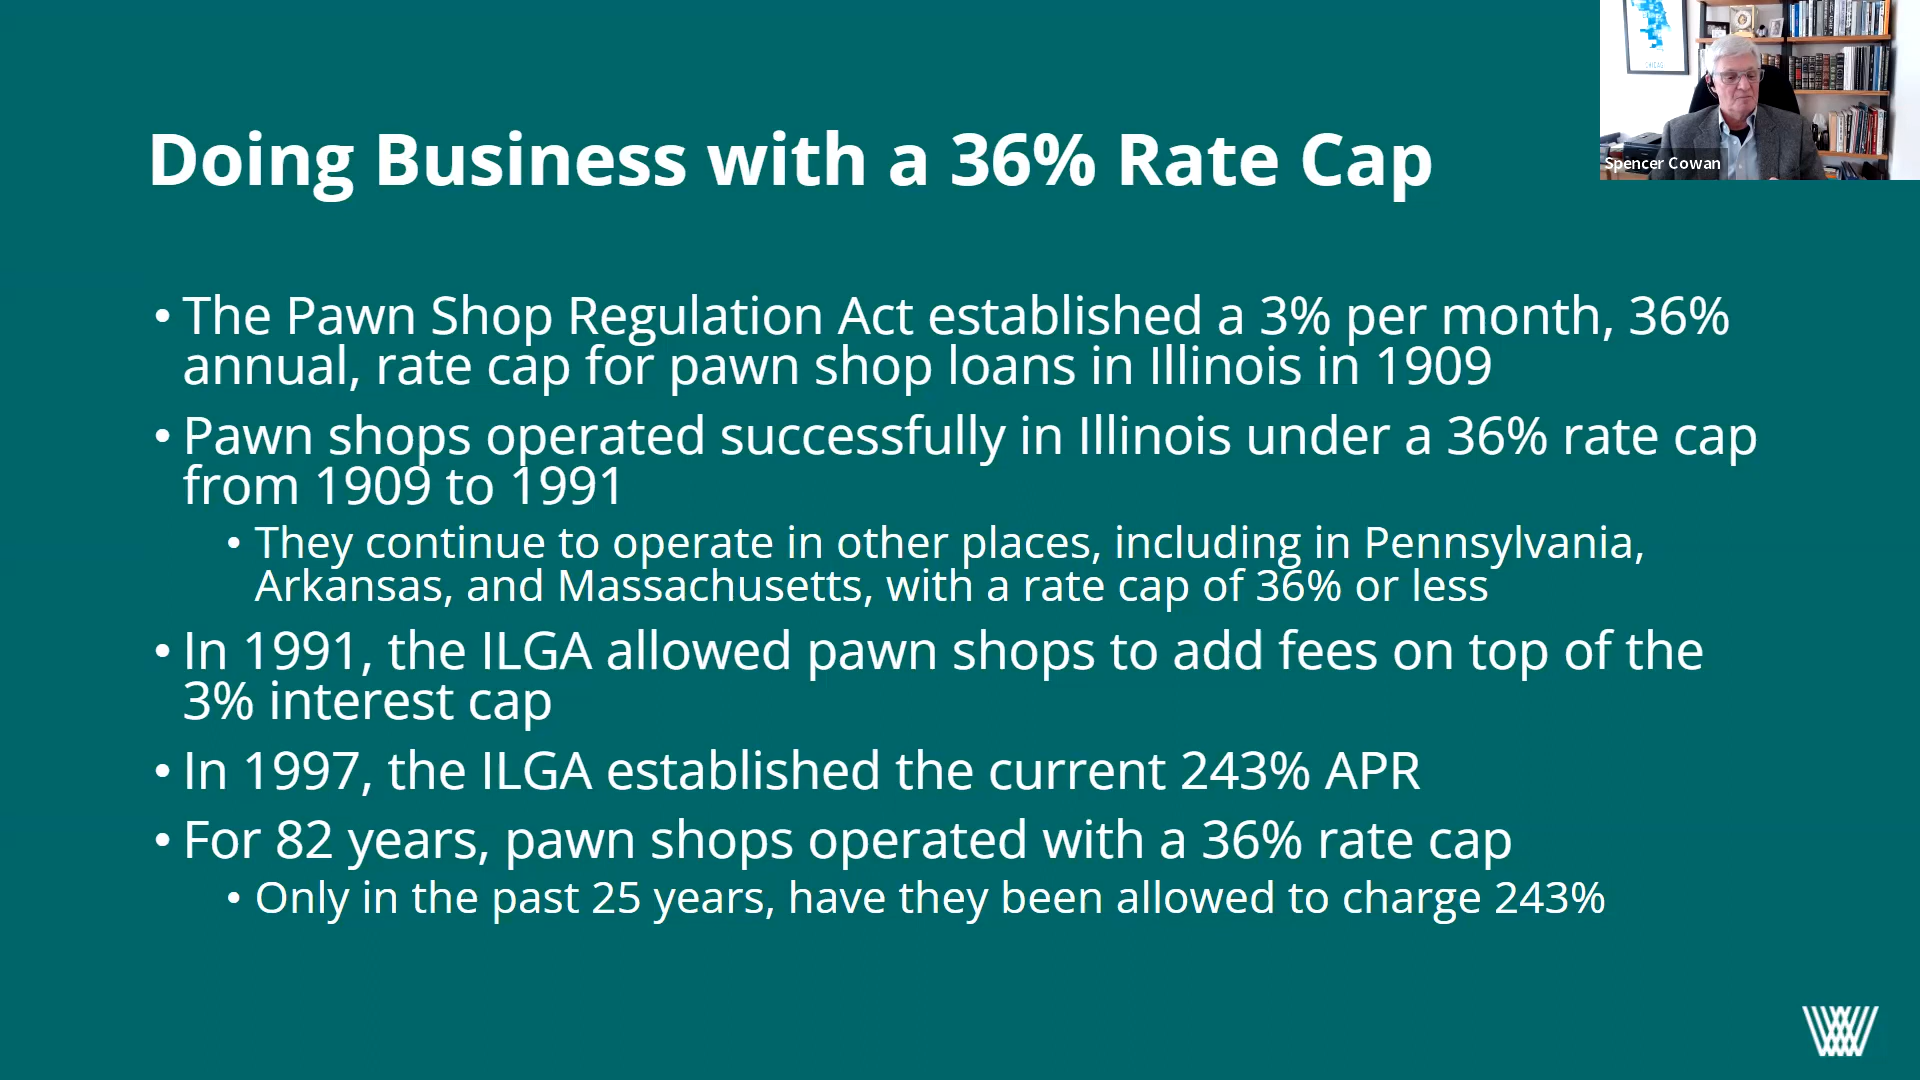 Doing Business with a 36% Rate Cap
Spencer Cowan
• The Pawn Shop Regulation Act established a 3% per month, 36%
annual, rate cap for pawn shop loans in Illinois in 1909
• Pawn shops operated successfully in Illinois under a 36% rate cap
from 1909 to 1991
• They continue to operate in other places, including in Pennsylvania,
Arkansas, and Massachusetts, with a rate cap of 36% or less
• In 1991, the ILGA allowed pawn shops to add fees on top of the
3% interest cap
• In 1997, the ILGA established the current 243% APR
• For 82 years, pawn shops operated with a 36% rate cap
• Only in the past 25 years, have they been allowed to charge 243%